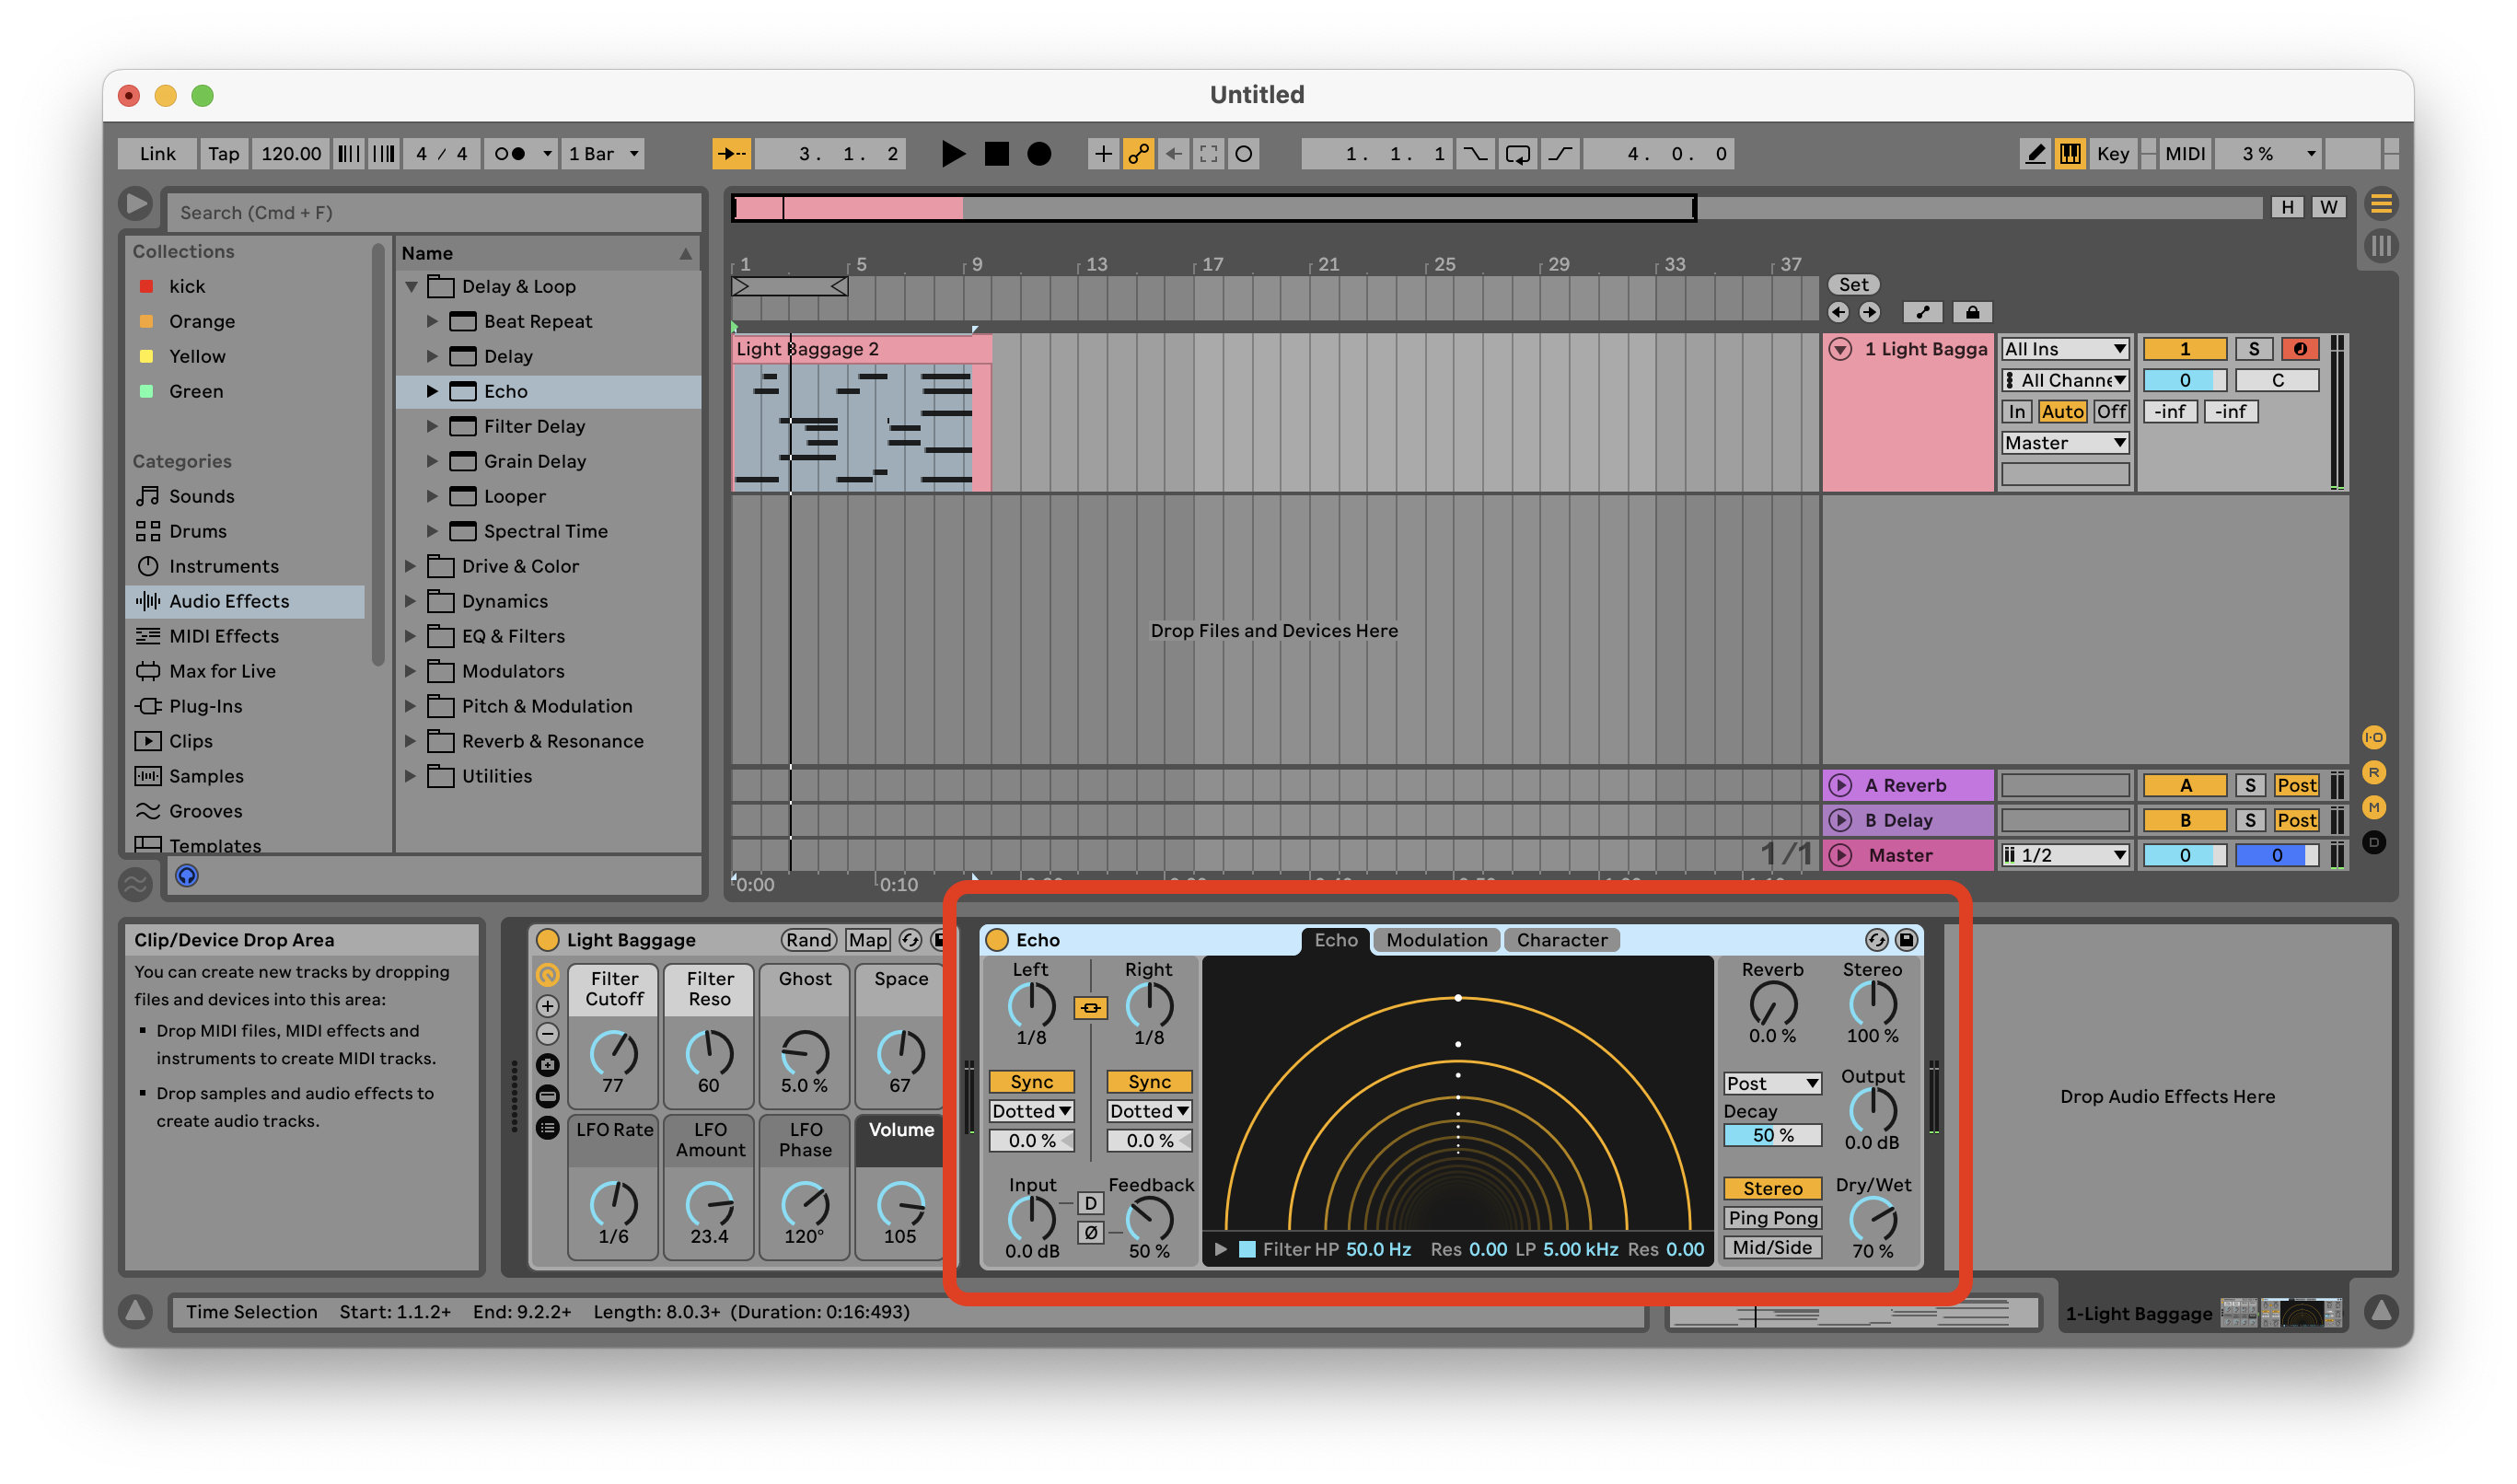 Untitled
Link Tap 120.00 4 / 4 1 Bar 3. 1. 2 1. 1. 1 4. 0. 0 Key MIDI 3 %
Search (Cmd + F)
Collections
kick
Orange
Yellow
Green
Categories
Sounds
Drums
Instruments
Audio Effects
MIDI Effects
Max for Live
Plug-Ins
Clips
Samples
Grooves
Templates
Name
Delay & Loop
Beat Repeat
Delay
Echo
Filter Delay
Grain Delay
Looper
Spectral Time
Drive & Color
Dynamics
EQ & Filters
Modulators
Pitch & Modulation
Reverb & Resonance
Utilities
H W
1 5 9 13 17 21 25 29 33 37
Set
Light Baggage 2
1 Light Bagga
All Ins
All Channe
In Auto Off
Master
1 S
0 C
-inf -inf
Drop Files and Devices Here
A Reverb A S Post
B Delay B S Post
1/1
Master 1/2 0 0
I·O
R
M
D
0:00 0:10
Clip/Device Drop Area
You can create new tracks by dropping
files and devices into this area:
Drop MIDI files, MIDI effects and
instruments to create MIDI tracks.
Drop samples and audio effects to
create audio tracks.
Light Baggage Rand Map
Filter Cutoff
77
Filter Reso
60
Ghost
5.0 %
Space
67
LFO Rate
1/6
LFO Amount
23.4
LFO Phase
120°
Volume
105
Echo
Echo Modulation Character
Left Right
1/8 1/8
Sync Sync
Dotted Dotted
0.0 % 0.0 %
Input D Feedback
Ø
0.0 dB 50 %
Filter HP 50.0 Hz Res 0.00 LP 5.00 kHz Res 0.00
Reverb Stereo
0.0 % 100 %
Post Output
Decay
50 % 0.0 dB
Stereo Dry/Wet
Ping Pong
Mid/Side 70 %
Drop Audio Effects Here
Time Selection Start: 1.1.2+ End: 9.2.2+ Length: 8.0.3+ (Duration: 0:16:493)
1-Light Baggage